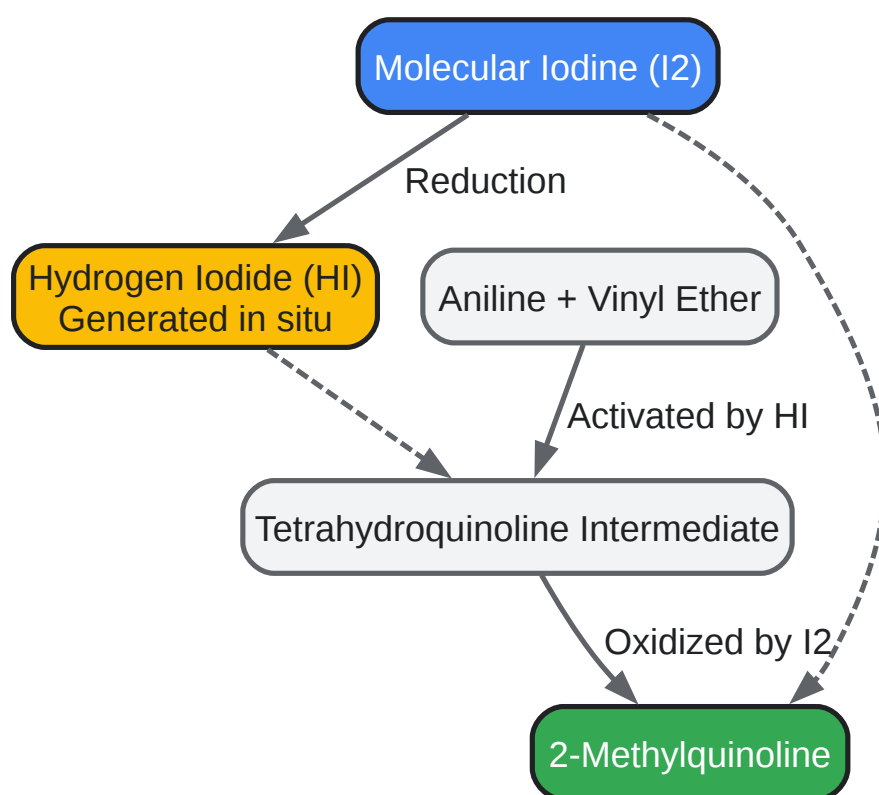 Molecular Iodine (I2)
Reduction
Hydrogen Iodide (HI)
Generated in situ
Aniline + Vinyl Ether
Activated by HI
Tetrahydroquinoline Intermediate
Oxidized by I2
2-Methylquinoline